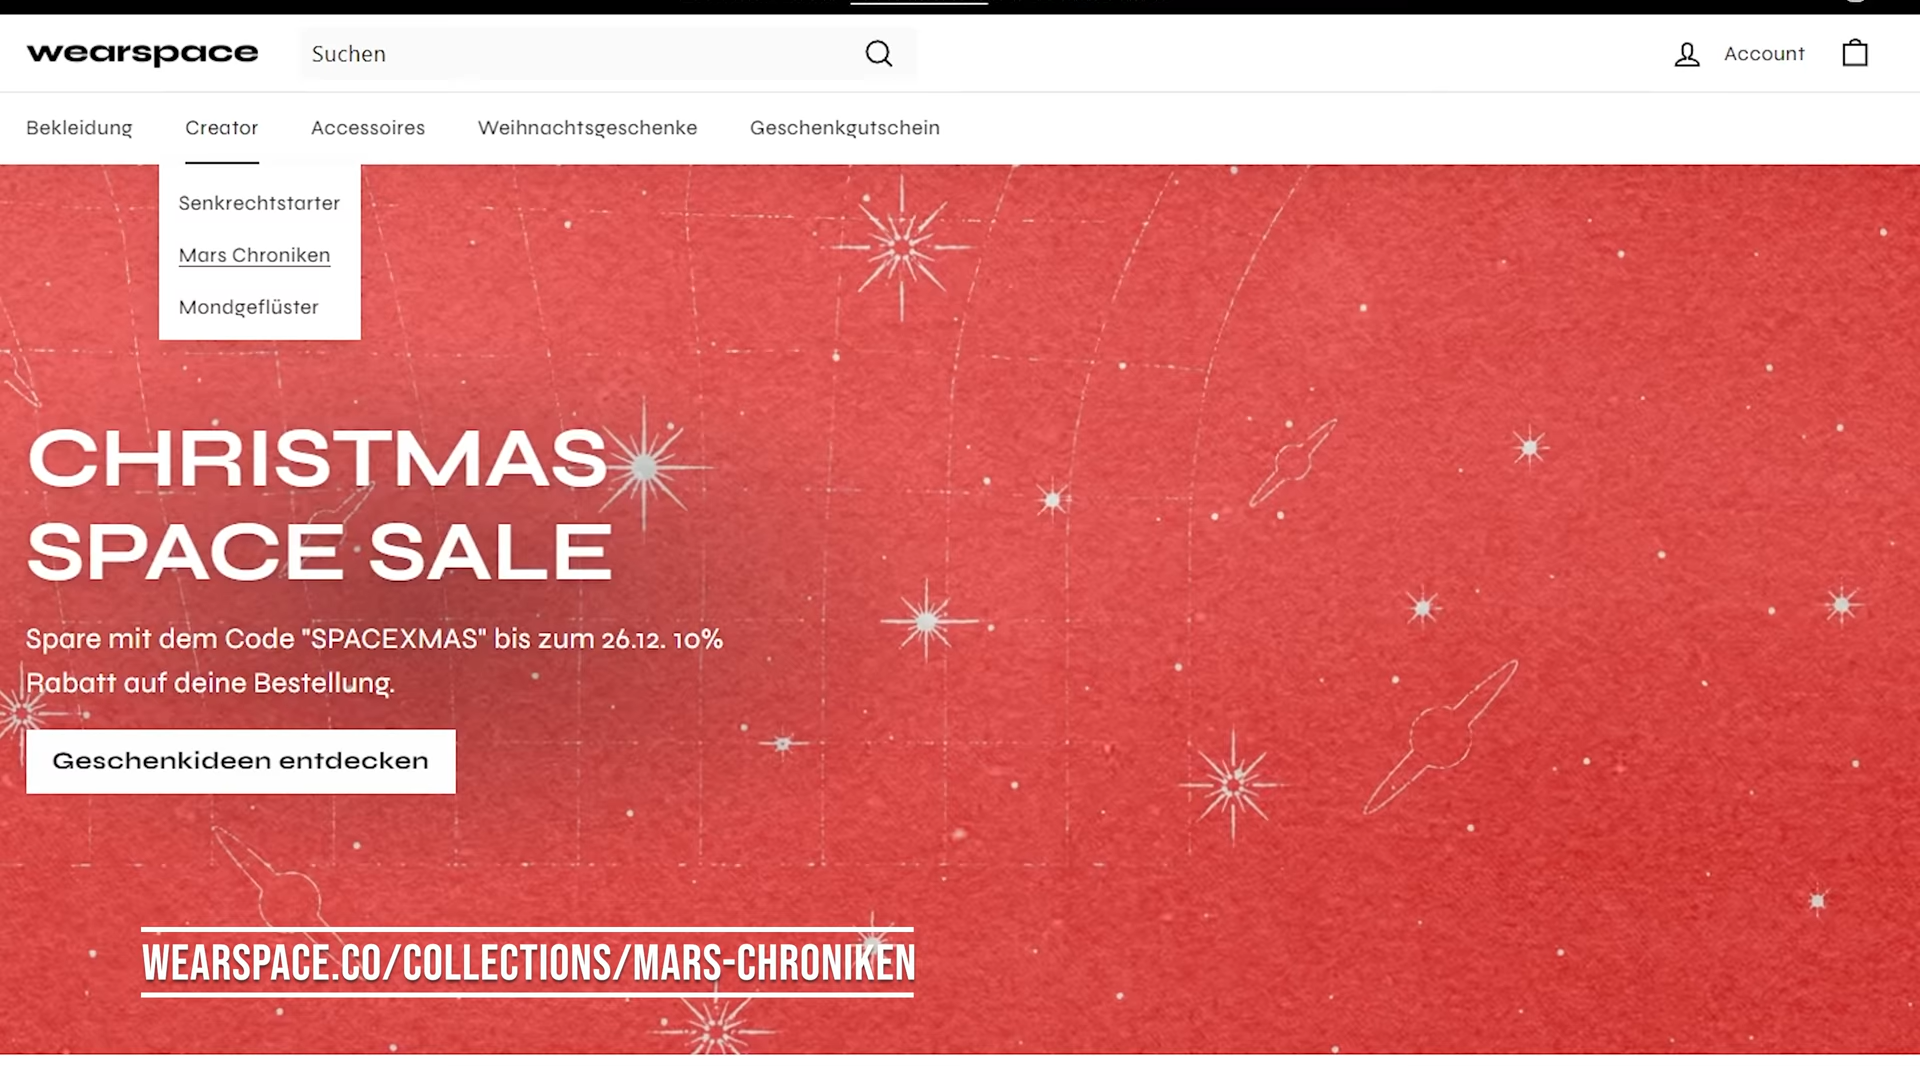 wearspace
Suchen
Account
Bekleidung
Creator
Accessoires
Weihnachtsgeschenke
Geschenkgutschein
Senkrechtstarter
Mars Chroniken
Mondgeflüster
CHRISTMAS
SPACE SALE
Spare mit dem Code "SPACEXMAS" bis zum 26.12. 10%
Rabatt auf deine Bestellung.
Geschenkideen entdecken
WEARSPACE.CO/COLLECTIONS/MARS-CHRONIKEN